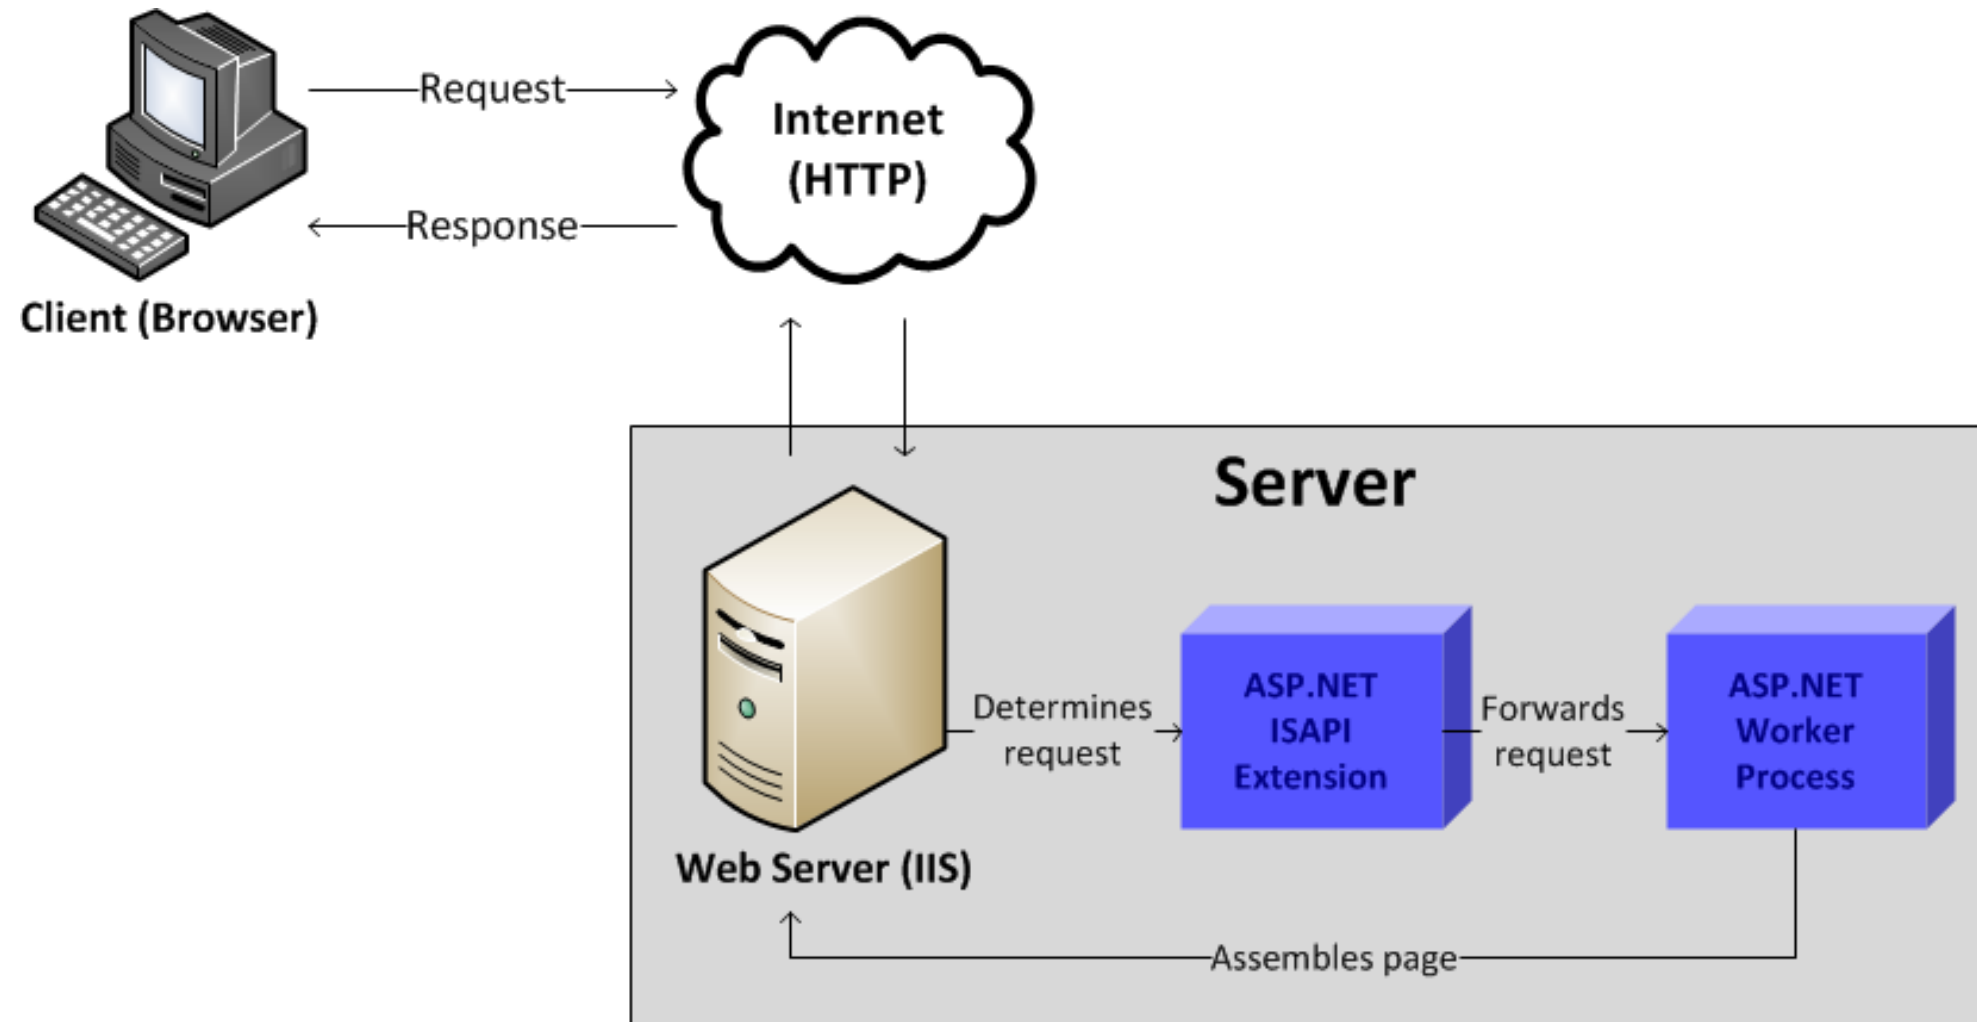 Request
Internet
(HTTP)
Response
Client (Browser)
Server
Determines
request
ASP.NET
ISAPI
Extension
Forwards
request
ASP.NET
Worker
Process
Web Server (IIS)
Assembles page